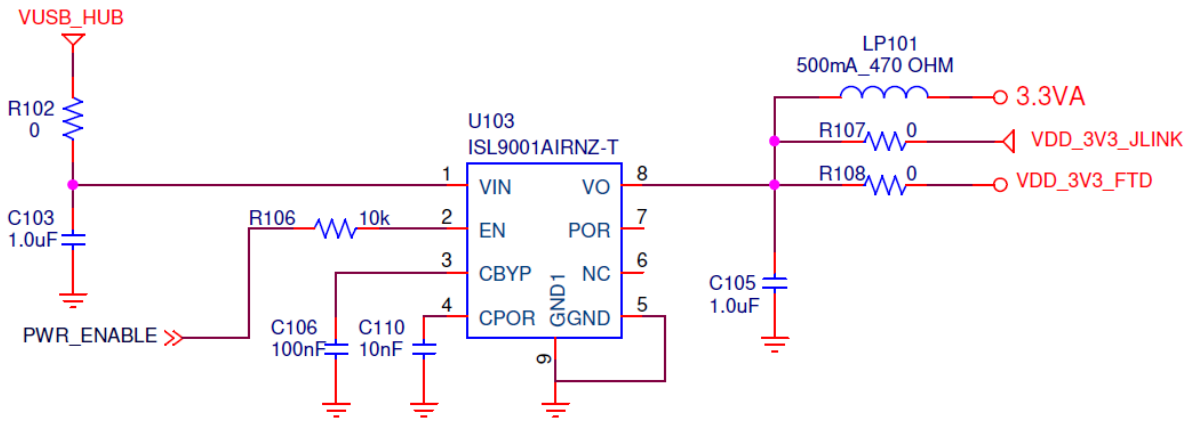 VUSB_HUB
R102
0
C103
1.0uF
PWR_ENABLE
R106
10k
C106
100nF
C110
10nF
U103
ISL9001AIRNZ-T
1
VIN
2
EN
3
CBYP
4
CPOR
VO
8
POR
7
NC
6
GND
5
GND1
9
LP101
500mA_470 OHM
3.3VA
R107
0
VDD_3V3_JLINK
R108
0
VDD_3V3_FTD
C105
1.0uF